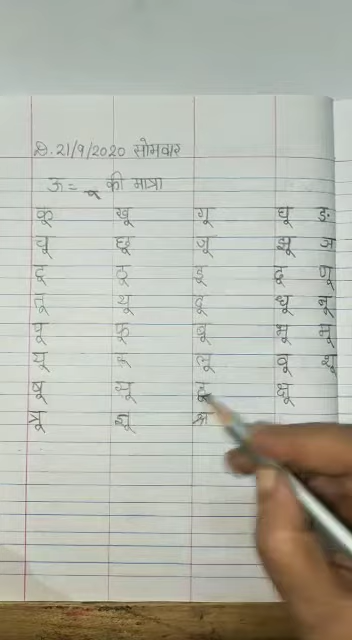 D. 21/9/2020 सोमवार
ऊ = ू की मात्रा
कू खू गू घू ङ
चू छू जू झू ञ
टू ठू डू ढू णू
तू थू दू धू नू
पू फू बू भू मू
यू रू लू वू शू
षू सू हू क्षू
त्रू ज्ञू श्र